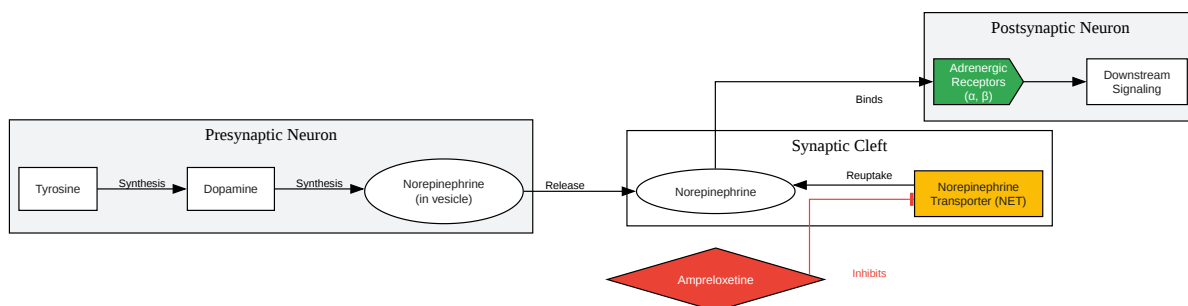 Postsynaptic Neuron
Adrenergic
Receptors
(α, β)
Downstream
Signaling
Binds
Presynaptic Neuron
Tyrosine
Synthesis
Dopamine
Synthesis
Norepinephrine
(in vesicle)
Release
Synaptic Cleft
Norepinephrine
Reuptake
Norepinephrine
Transporter (NET)
Ampreloxetine
Inhibits